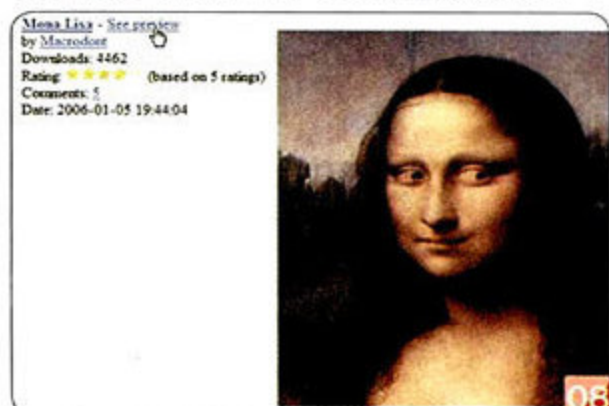 Mona Lisa - See preview
by Macrodont
Downloads: 4462
Rating: (based on 5 ratings)
Comments: 5
Date: 2006-01-05 19:44:04
08